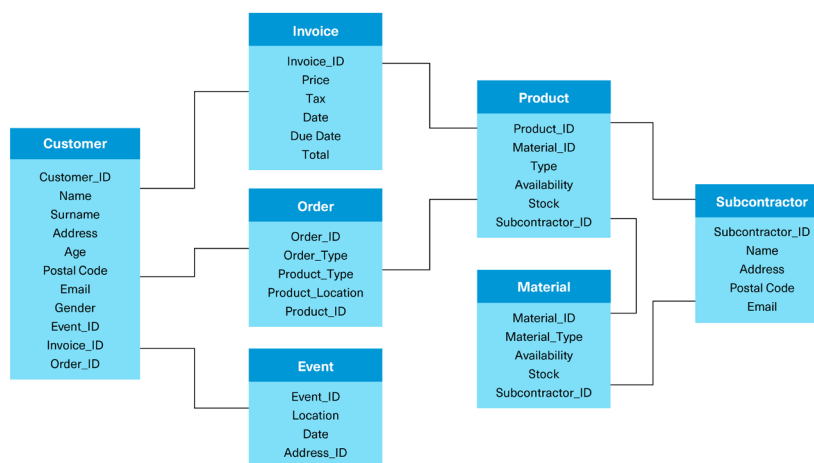 Customer
Customer_ID
Name
Surname
Address
Age
Postal Code
Email
Gender
Event_ID
Invoice_ID
Order_ID
Invoice
Invoice_ID
Price
Tax
Date
Due Date
Total
Order
Order_ID
Order_Type
Product_Type
Product_Location
Product_ID
Event
Event_ID
Location
Date
Address_ID
Product
Product_ID
Material_ID
Type
Availability
Stock
Subcontractor_ID
Material
Material_ID
Material_Type
Availability
Stock
Subcontractor_ID
Subcontractor
Subcontractor_ID
Name
Address
Postal Code
Email